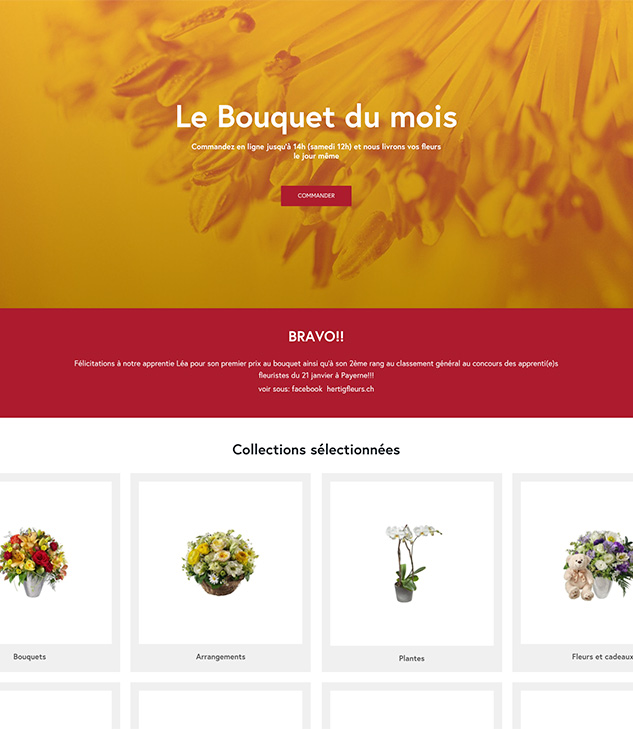 Le Bouquet du mois
Commandez en ligne jusqu'à 14h (samedi 12h) et nous livrons vos fleurs
le jour même
COMMANDER
BRAVO!!
Félicitations à notre apprentie Léa pour son premier prix au bouquet ainsi qu'à son 2ème rang au classement général au concours des apprenti(e)s
fleuristes du 21 janvier à Payerne!!!
voir sous: facebook hertigfleurs.ch
Collections sélectionnées
Bouquets
Arrangements
Plantes
Fleurs et cadeaux